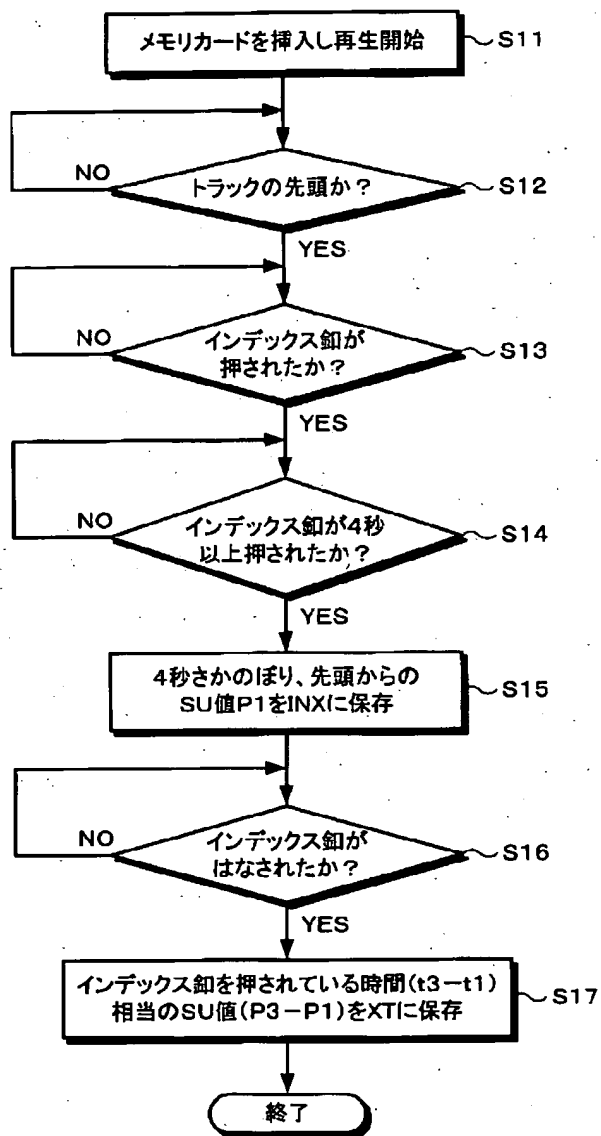 メモリカードを挿入し再生開始
S11
NO
トラックの先頭か？
S12
YES
NO
インデックス釦が
押されたか？
S13
YES
NO
インデックス釦が4秒
以上押されたか？
S14
YES
4秒さかのぼり、先頭からの
SU値P1をINXに保存
S15
NO
インデックス釦が
はなされたか？
S16
YES
インデックス釦を押されている時間(t3－t1)
相当のSU値(P3－P1)をXTに保存
S17
終了